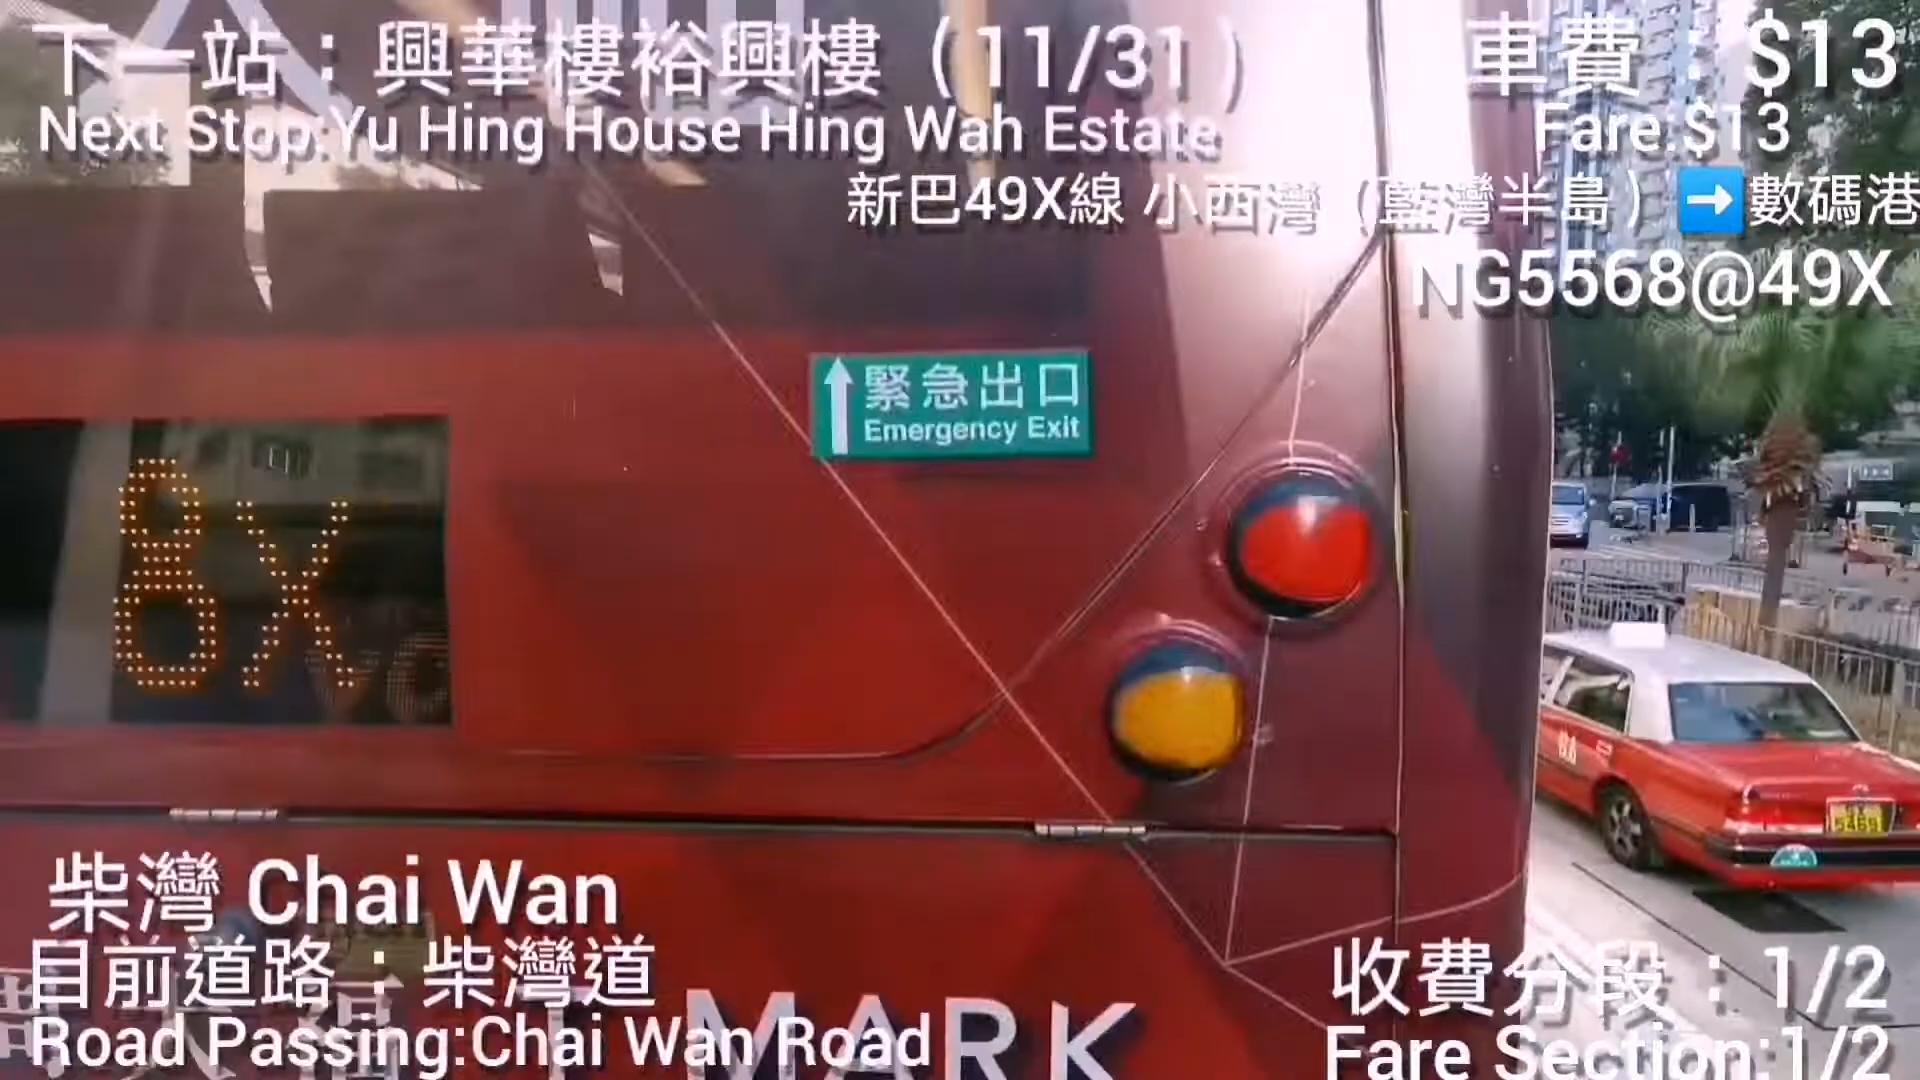 下一站：興華樓裕興樓（11/31）
Next Stop:Yu Hing House Hing Wah Estate
車費：$13
Fare:$13
新巴49X線 小西灣（藍灣半島）➡數碼港
NG5568@49X
緊急出口
Emergency Exit
8X
柴灣 Chai Wan
目前道路：柴灣道
Road Passing:Chai Wan Road
MARK
收費分段：1/2
Fare Section:1/2